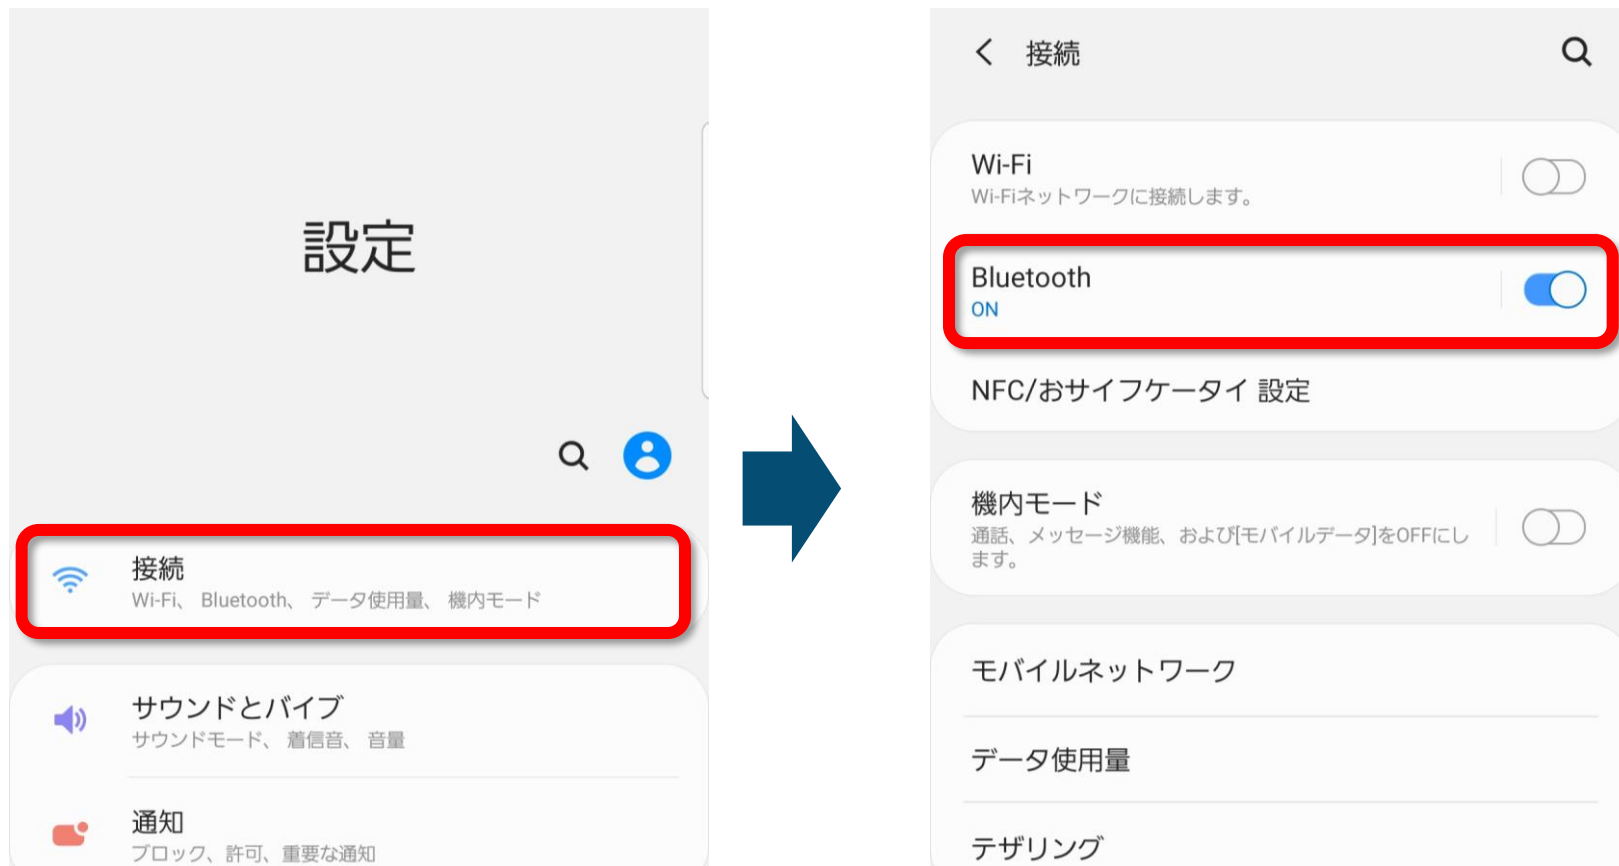 設定
接続
Wi-Fi、 Bluetooth、 データ使用量、 機内モード
サウンドとバイブ
サウンドモード、 着信音、 音量
通知
ブロック、許可、重要な通知
接続
Wi-Fi
Wi-Fiネットワークに接続します。
Bluetooth
ON
NFC/おサイフケータイ 設定
機内モード
通話、メッセージ機能、および[モバイルデータ]をOFFにし
ます。
モバイルネットワーク
データ使用量
テザリング